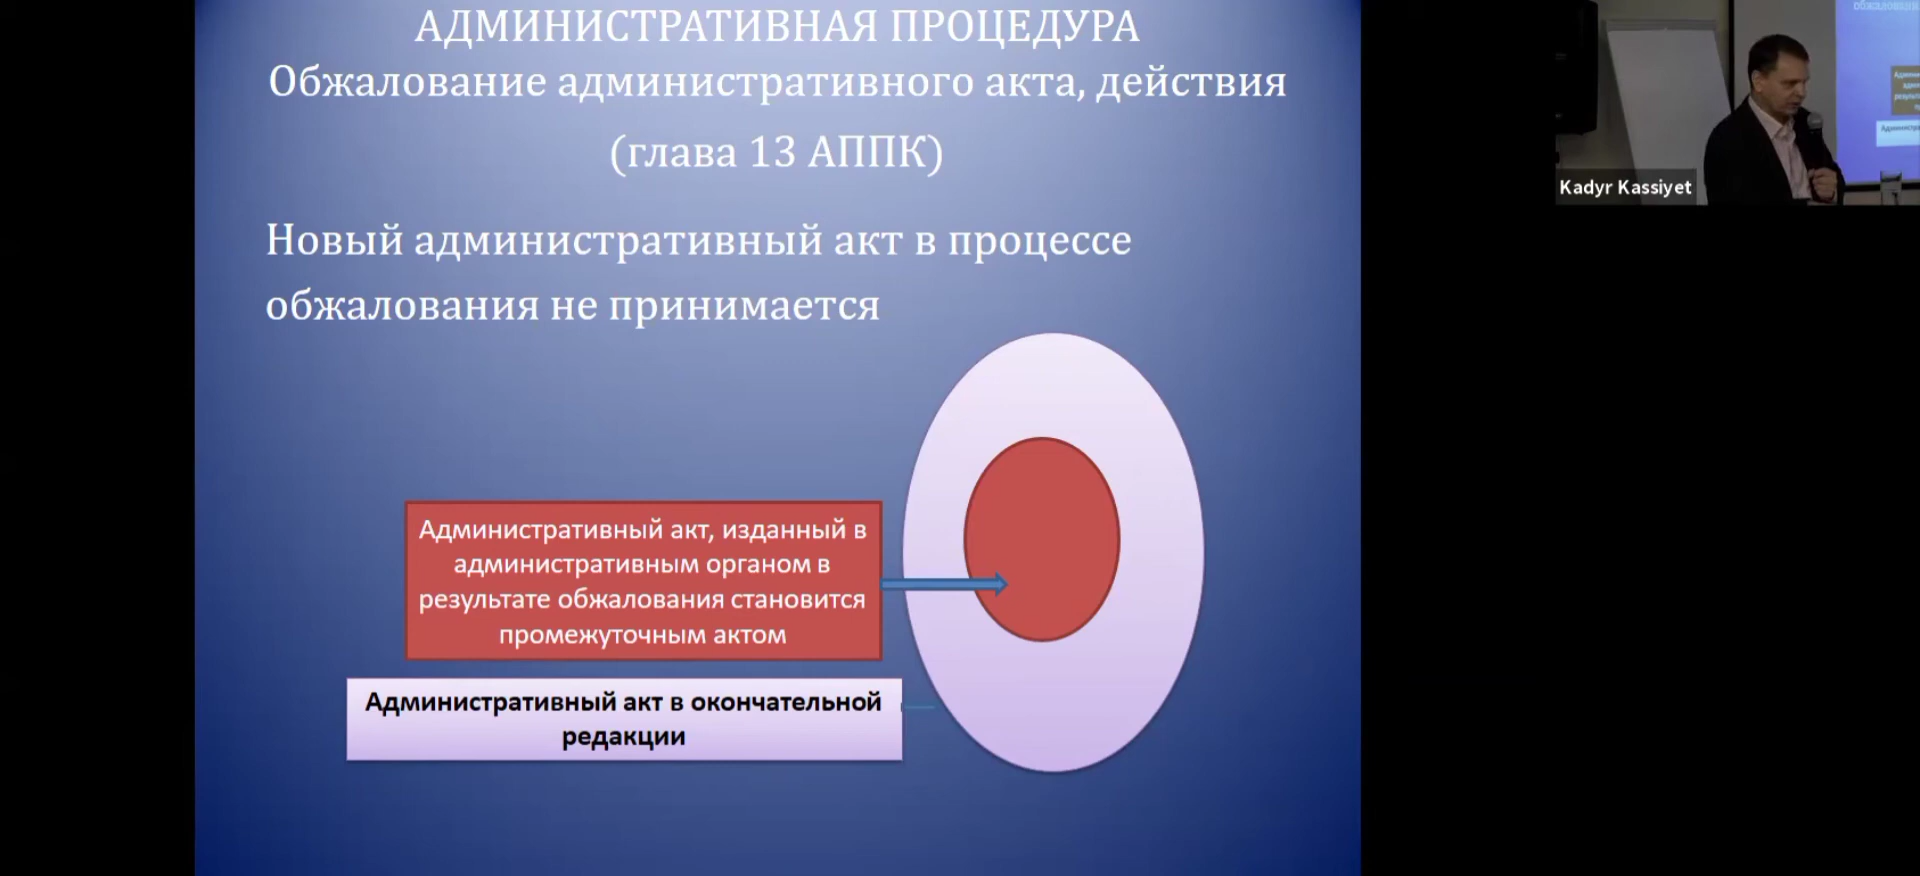 АДМИНИСТРАТИВНАЯ ПРОЦЕДУРА
Обжалование административного акта, действия
(глава 13 АППК)
Новый административный акт в процессе
обжалования не принимается
Административный акт, изданный в
административным органом в
результате обжалования становится
промежуточным актом
Административный акт в окончательной
редакции
Kadyr Kassiyet